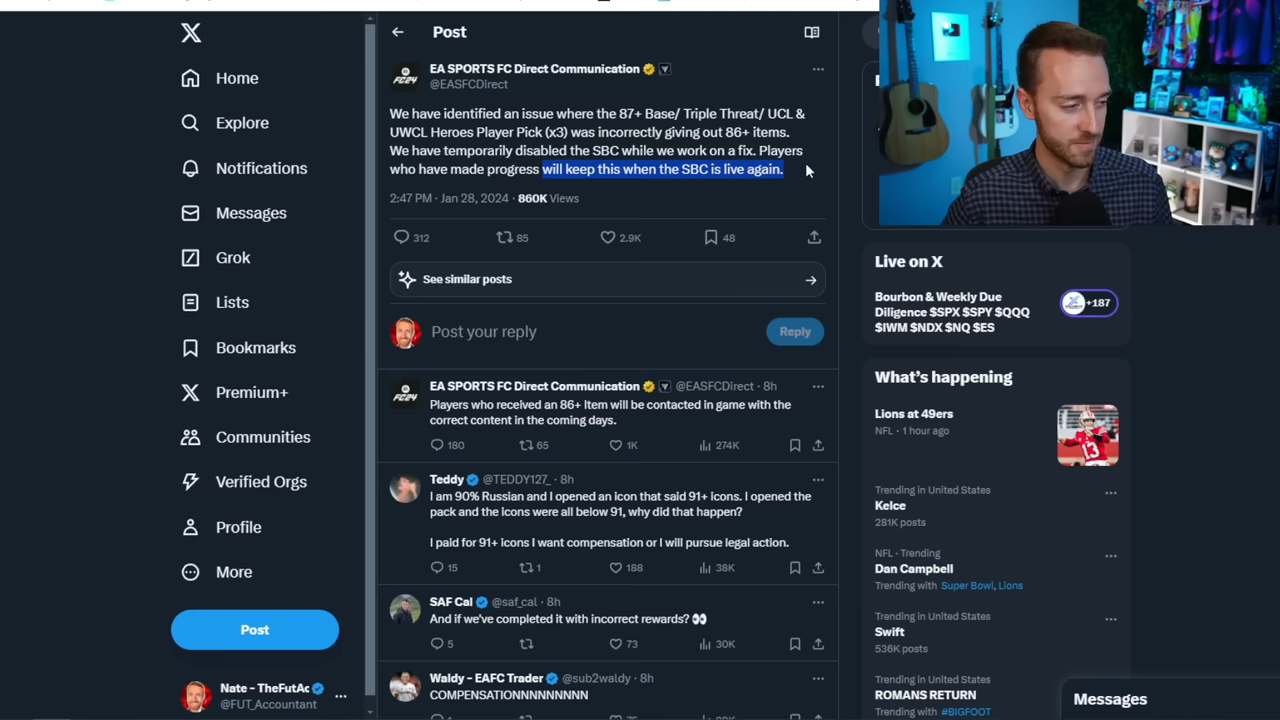 Post
EA SPORTS FC Direct Communication
@EASFCDirect
We have identified an issue where the 87+ Base/ Triple Threat/ UCL &
UWCL Heroes Player Pick (x3) was incorrectly giving out 86+ items.
We have temporarily disabled the SBC while we work on a fix. Players
who have made progress will keep this when the SBC is live again.
2:47 PM · Jan 28, 2024 · 860K Views
312 85 2.9K 48
See similar posts
Post your reply
Reply
EA SPORTS FC Direct Communication @EASFCDirect · 8h
Players who received an 86+ Item will be contacted in game with the
correct content in the coming days.
180 65 1K 274K
Teddy @TEDDY127_ · 8h
I am 90% Russian and I opened an icon that said 91+ icons. I opened the
pack and the icons were all below 91, why did that happen?
I paid for 91+ icons I want compensation or I will pursue legal action.
15 1 188 38K
SAF Cal @saf_cal · 8h
And if we've completed it with incorrect rewards? 👀
5 73 30K
Waldy - EAFC Trader @sub2waldy · 8h
COMPENSATIONNNNNNNNN
Home
Explore
Notifications
Messages
Grok
Lists
Bookmarks
Premium+
Communities
Verified Orgs
Profile
More
Post
Nate - TheFutAc
@FUT_Accountant
Live on X
Bourbon & Weekly Due
Diligence $SPX $SPY $QQQ
$IWM $NDX $NQ $ES
+187
What's happening
Lions at 49ers
NFL · 1 hour ago
Trending in United States
Kelce
281K posts
NFL · Trending
Dan Campbell
Trending with Super Bowl, Lions
Trending in United States
Swift
536K posts
Trending in United States
ROMANS RETURN
Trending with #BIGFOOT
Messages